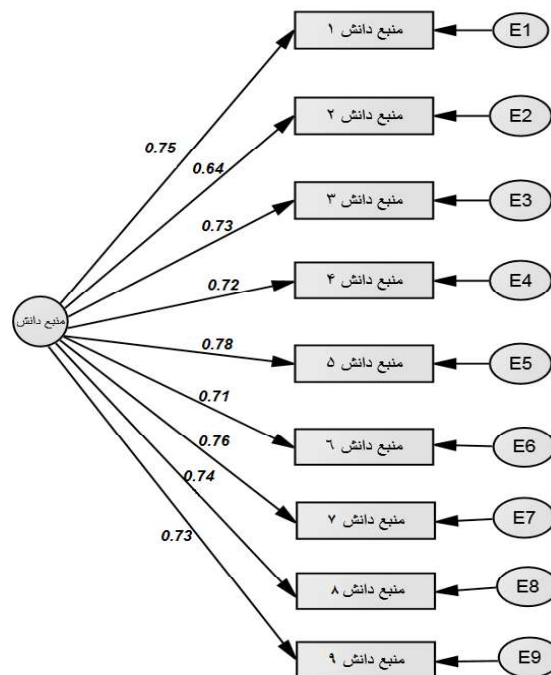 منبع دانش ۱
E1
منبع دانش ۲
E2
منبع دانش ۳
E3
منبع دانش ۴
E4
منبع دانش ۵
E5
منبع دانش ٦
E6
منبع دانش ۷
E7
منبع دانش ۸
E8
منبع دانش ۹
E9
منبع دانش
0.75
0.64
0.73
0.72
0.78
0.71
0.76
0.74
0.73